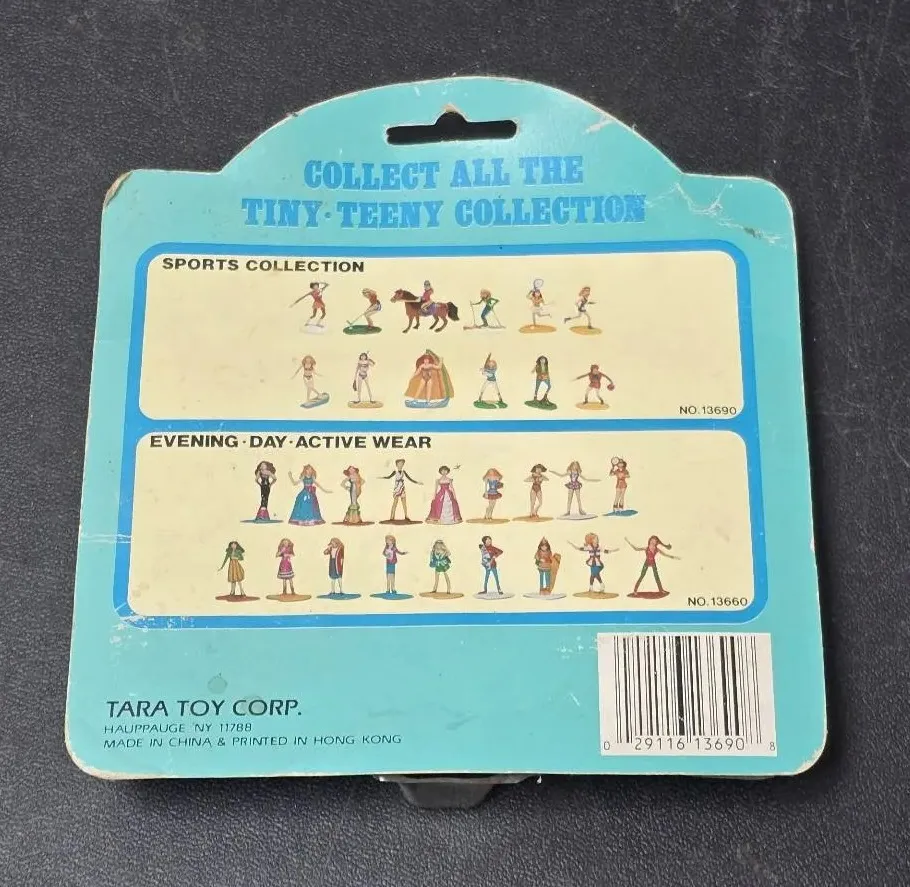 COLLECT ALL THE
TINY·TEENY COLLECTION
SPORTS COLLECTION
NO.13690
EVENING·DAY·ACTIVE WEAR
NO.13660
TARA TOY CORP.
HAUPPAUGE NY 11788
MADE IN CHINA & PRINTED IN HONG KONG
0 29116 13690 8